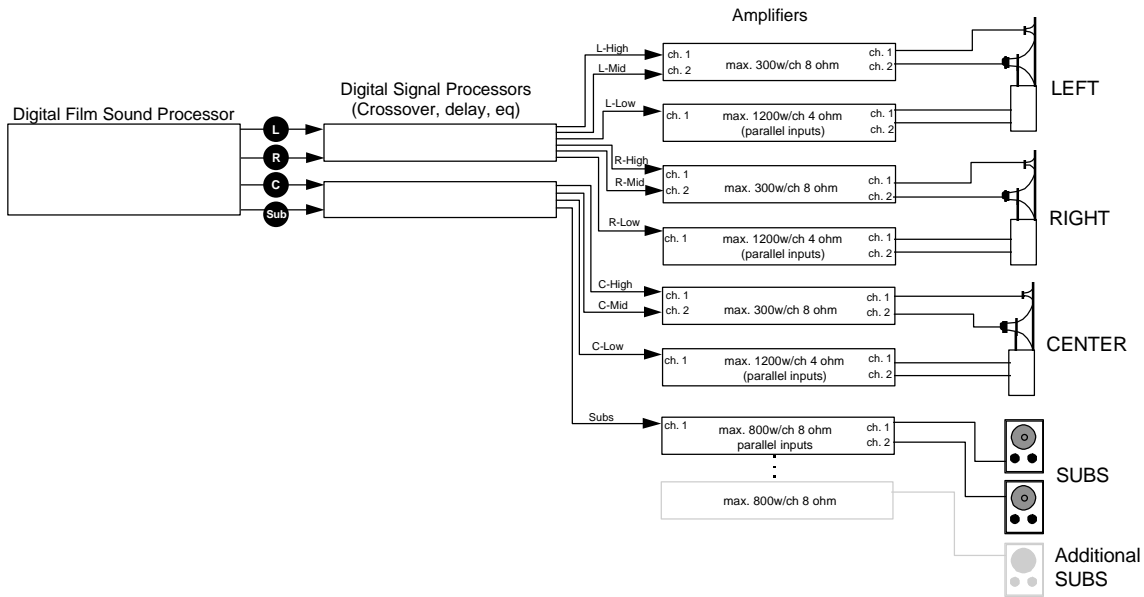 Amplifiers
Digital Film Sound Processor
Digital Signal Processors
(Crossover, delay, eq)
L
R
C
Sub
L-High
L-Mid
ch. 1
ch. 2
max. 300w/ch 8 ohm
ch. 1
ch. 2
L-Low
ch. 1
max. 1200w/ch 4 ohm
(parallel inputs)
ch. 1
ch. 2
LEFT
R-High
R-Mid
ch. 1
ch. 2
max. 300w/ch 8 ohm
ch. 1
ch. 2
R-Low
ch. 1
max. 1200w/ch 4 ohm
(parallel inputs)
ch. 1
ch. 2
RIGHT
C-High
C-Mid
ch. 1
ch. 2
max. 300w/ch 8 ohm
ch. 1
ch. 2
C-Low
ch. 1
max. 1200w/ch 4 ohm
(parallel inputs)
ch. 1
ch. 2
CENTER
Subs
ch. 1
max. 800w/ch 8 ohm
parallel inputs
ch. 1
ch. 2
SUBS
max. 800w/ch 8 ohm
Additional
SUBS